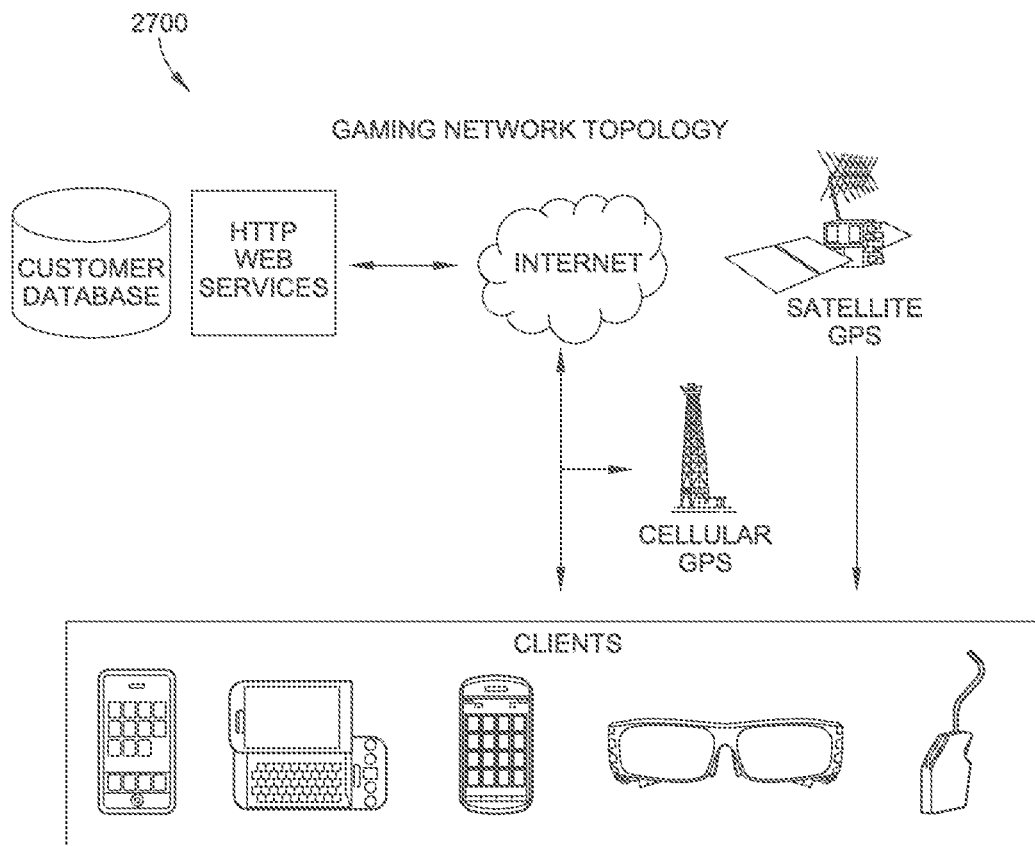 2700
GAMING NETWORK TOPOLOGY
CUSTOMER
DATABASE
HTTP
WEB
SERVICES
INTERNET
SATELLITE
GPS
CELLULAR
GPS
CLIENTS